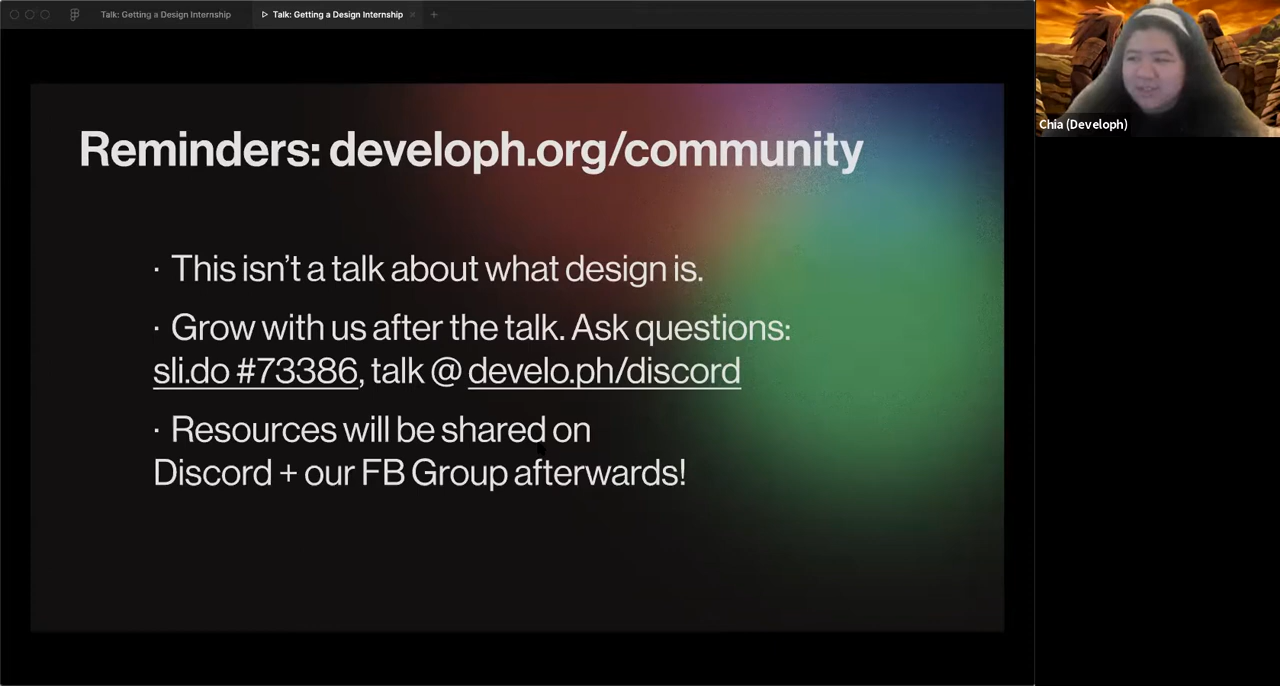 Talk: Getting a Design Internship
Talk: Getting a Design Internship
Chia (Developh)
Reminders: developh.org/community
· This isn’t a talk about what design is.
· Grow with us after the talk. Ask questions:
sli.do #73386, talk @ develo.ph/discord
· Resources will be shared on
Discord + our FB Group afterwards!